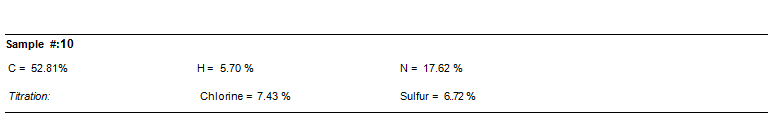 Sample #:10
C = 52.81% H = 5.70 % N = 17.62 %
Titration: Chlorine = 7.43 % Sulfur = 6.72 %